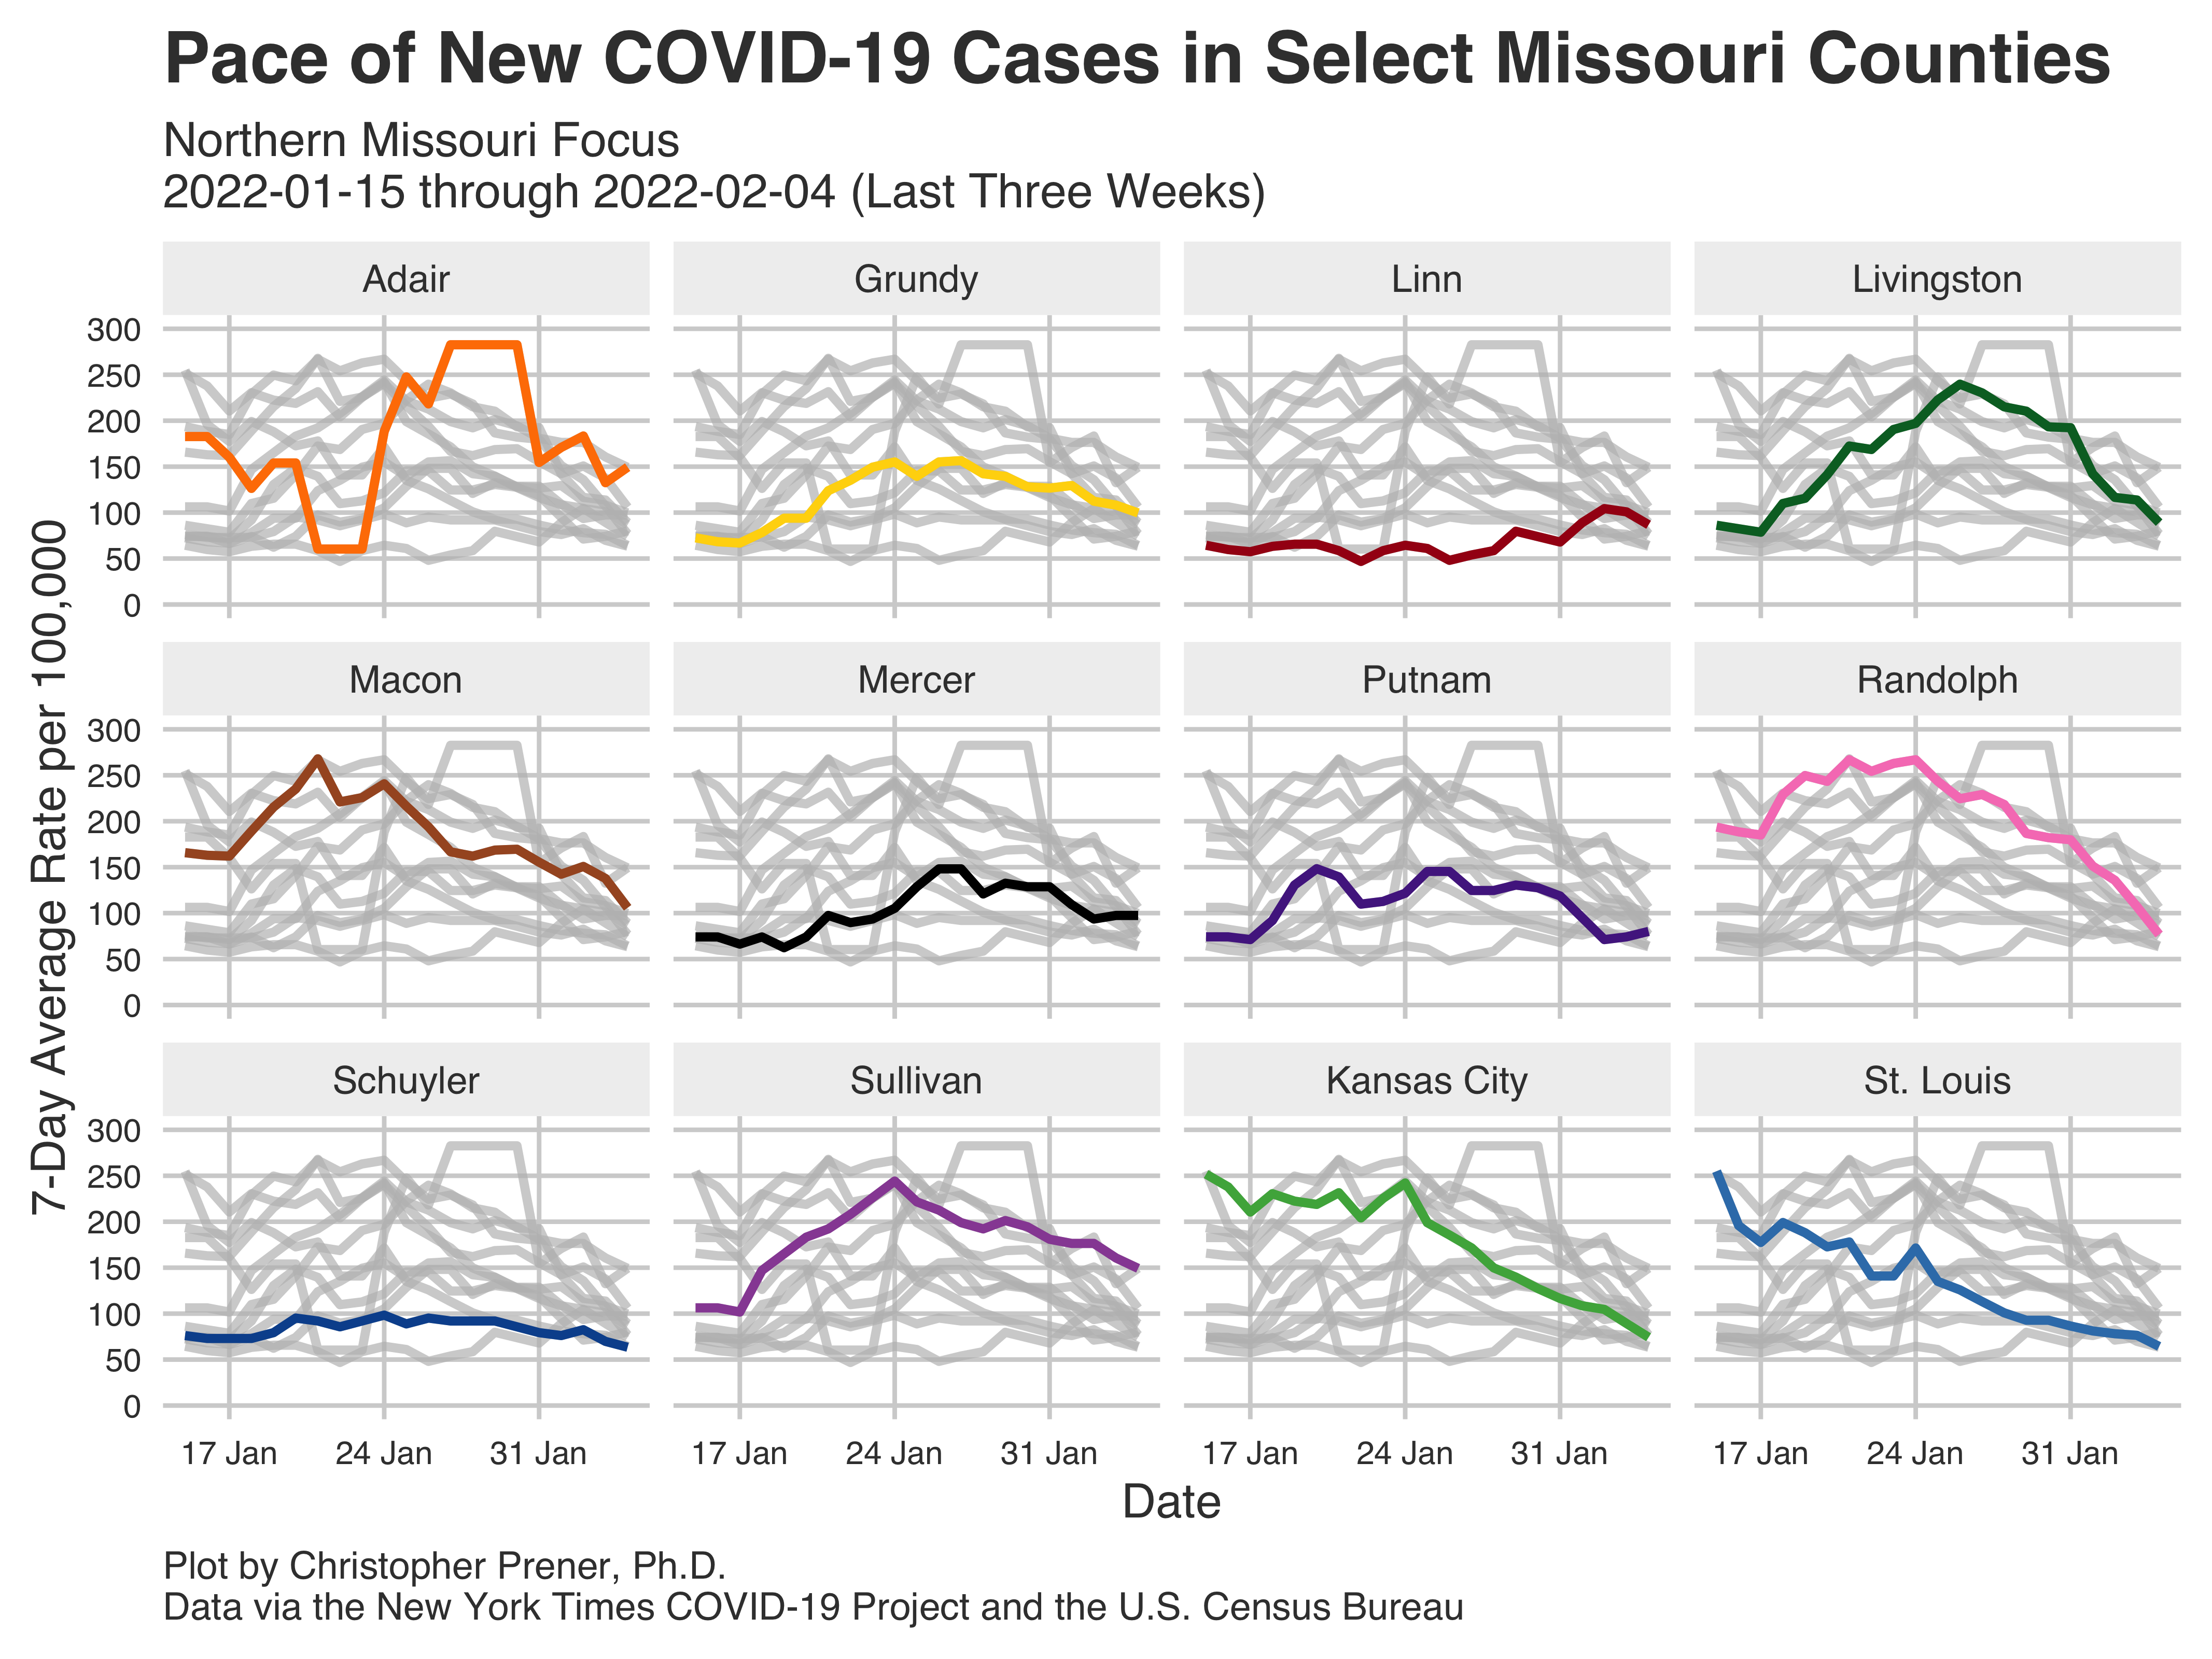 Pace of New COVID-19 Cases in Select Missouri Counties
Northern Missouri Focus
2022-01-15 through 2022-02-04 (Last Three Weeks)
7-Day Average Rate per 100,000
Adair
Grundy
Linn
Livingston
300
250
200
150
100
50
0
Macon
Mercer
Putnam
Randolph
300
250
200
150
100
50
0
Schuyler
Sullivan
Kansas City
St. Louis
300
250
200
150
100
50
0
17 Jan 24 Jan 31 Jan
17 Jan 24 Jan 31 Jan
17 Jan 24 Jan 31 Jan
17 Jan 24 Jan 31 Jan
Date
Plot by Christopher Prener, Ph.D.
Data via the New York Times COVID-19 Project and the U.S. Census Bureau